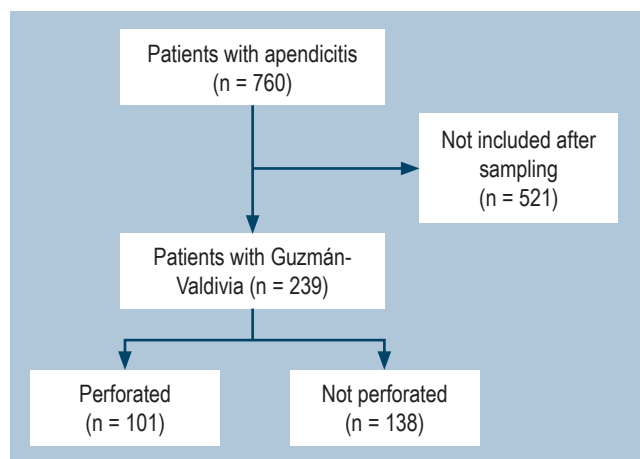 Patients with apendicitis
(n = 760)
Not included after
sampling
(n = 521)
Patients with Guzmán-
Valdivia (n = 239)
Perforated
(n = 101)
Not perforated
(n = 138)